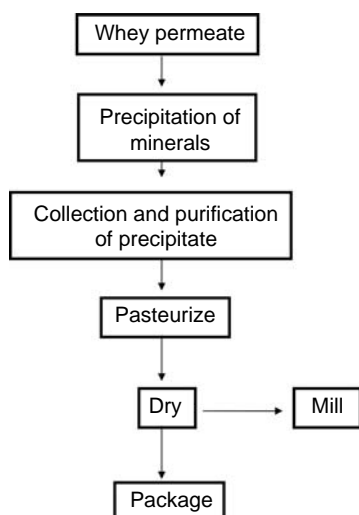 Whey permeate
Precipitation of
minerals
Collection and purification
of precipitate
Pasteurize
Dry
Mill
Package